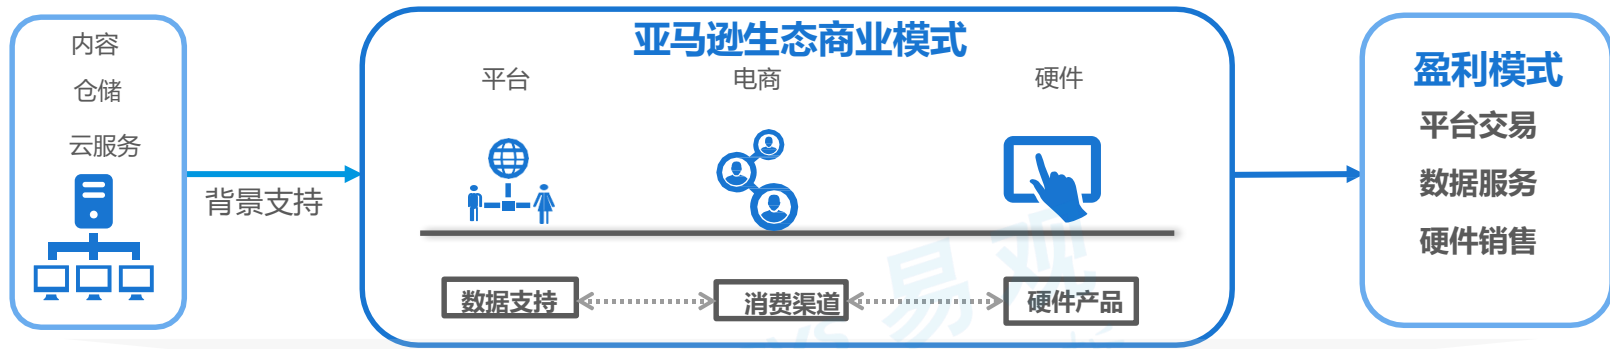 内容
仓储
云服务
背景支持
亚马逊生态商业模式
平台
电商
硬件
数据支持
消费渠道
硬件产品
易观
盈利模式
平台交易
数据服务
硬件销售